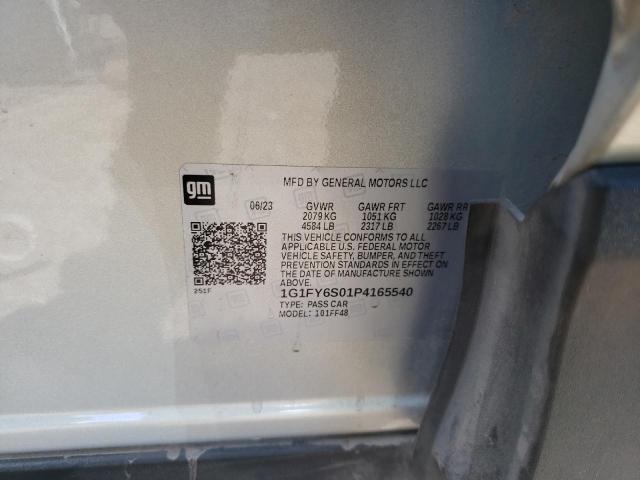 gm
MFD BY GENERAL MOTORS LLC
06/23 GVWR GAWR FRT GAWR RR
2079 KG 1051 KG 1028 KG
4584 LB 2317 LB 2267 LB
THIS VEHICLE CONFORMS TO ALL
APPLICABLE U.S. FEDERAL MOTOR
VEHICLE SAFETY, BUMPER, AND THEFT
PREVENTION STANDARDS IN EFFECT ON
THE DATE OF MANUFACTURE SHOWN
ABOVE.
251F
1G1FY6S01P4165540
TYPE: PASS CAR
MODEL: 101FF48